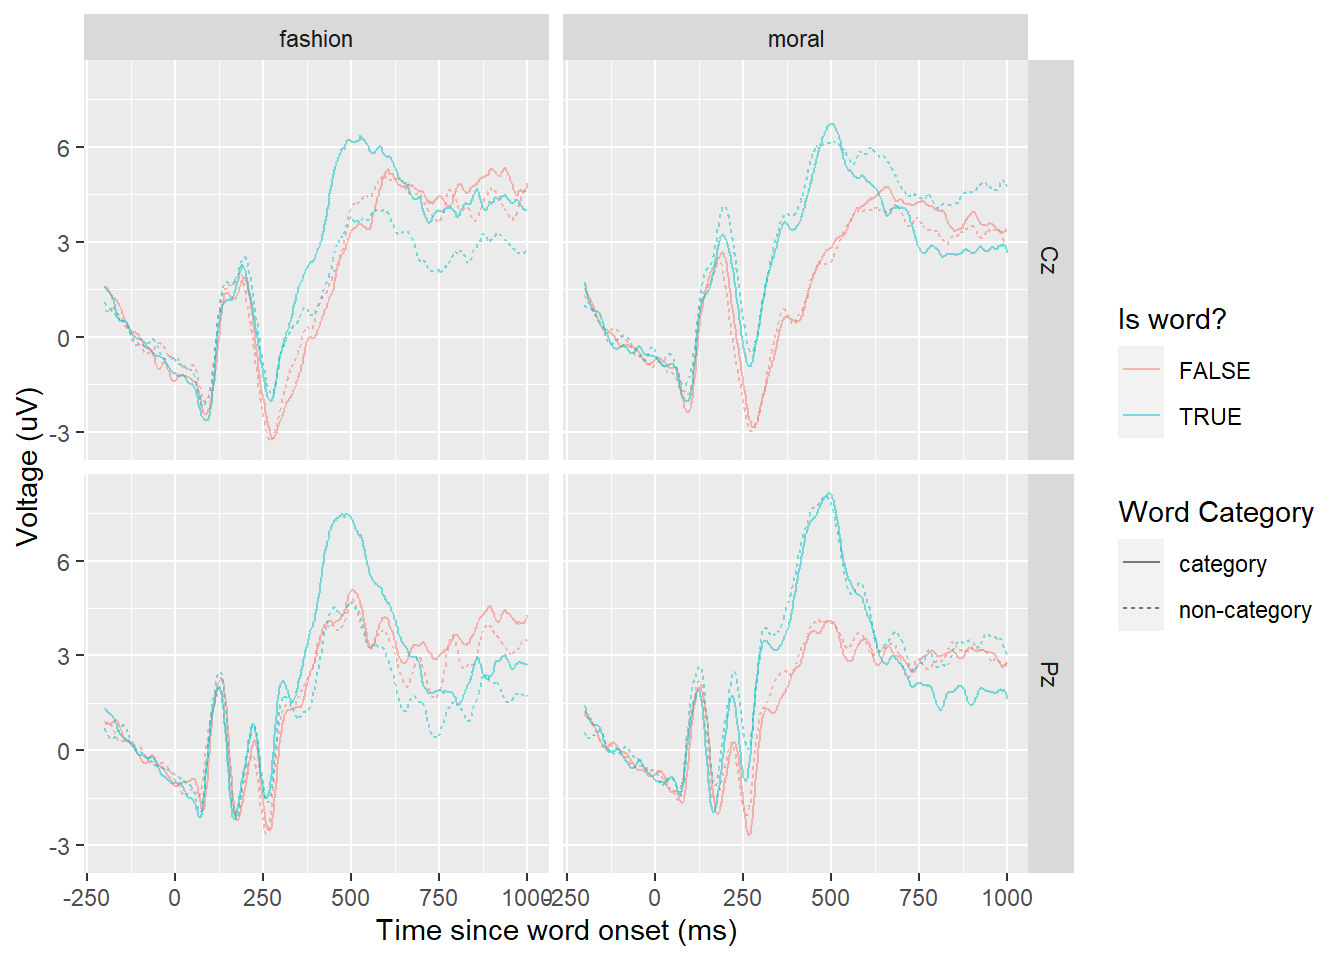 fashion
moral
6
3
0
-3
Cz
6
3
0
-3
Pz
Voltage (uV)
-250
0
250
500
750
1000
-250
0
250
500
750
1000
Time since word onset (ms)
Is word?
FALSE
TRUE
Word Category
category
non-category